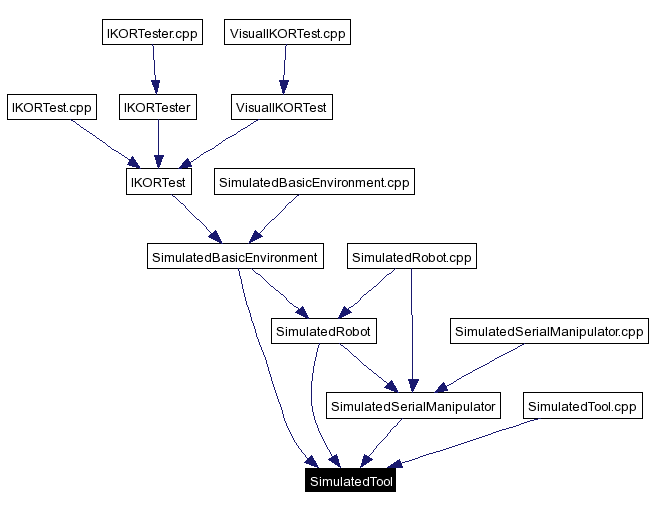 IKORTester.cpp
VisualIKORTest.cpp
IKORTest.cpp
IKORTester
VisualIKORTest
IKORTest
SimulatedBasicEnvironment.cpp
SimulatedBasicEnvironment
SimulatedRobot.cpp
SimulatedRobot
SimulatedSerialManipulator.cpp
SimulatedSerialManipulator
SimulatedTool.cpp
SimulatedTool